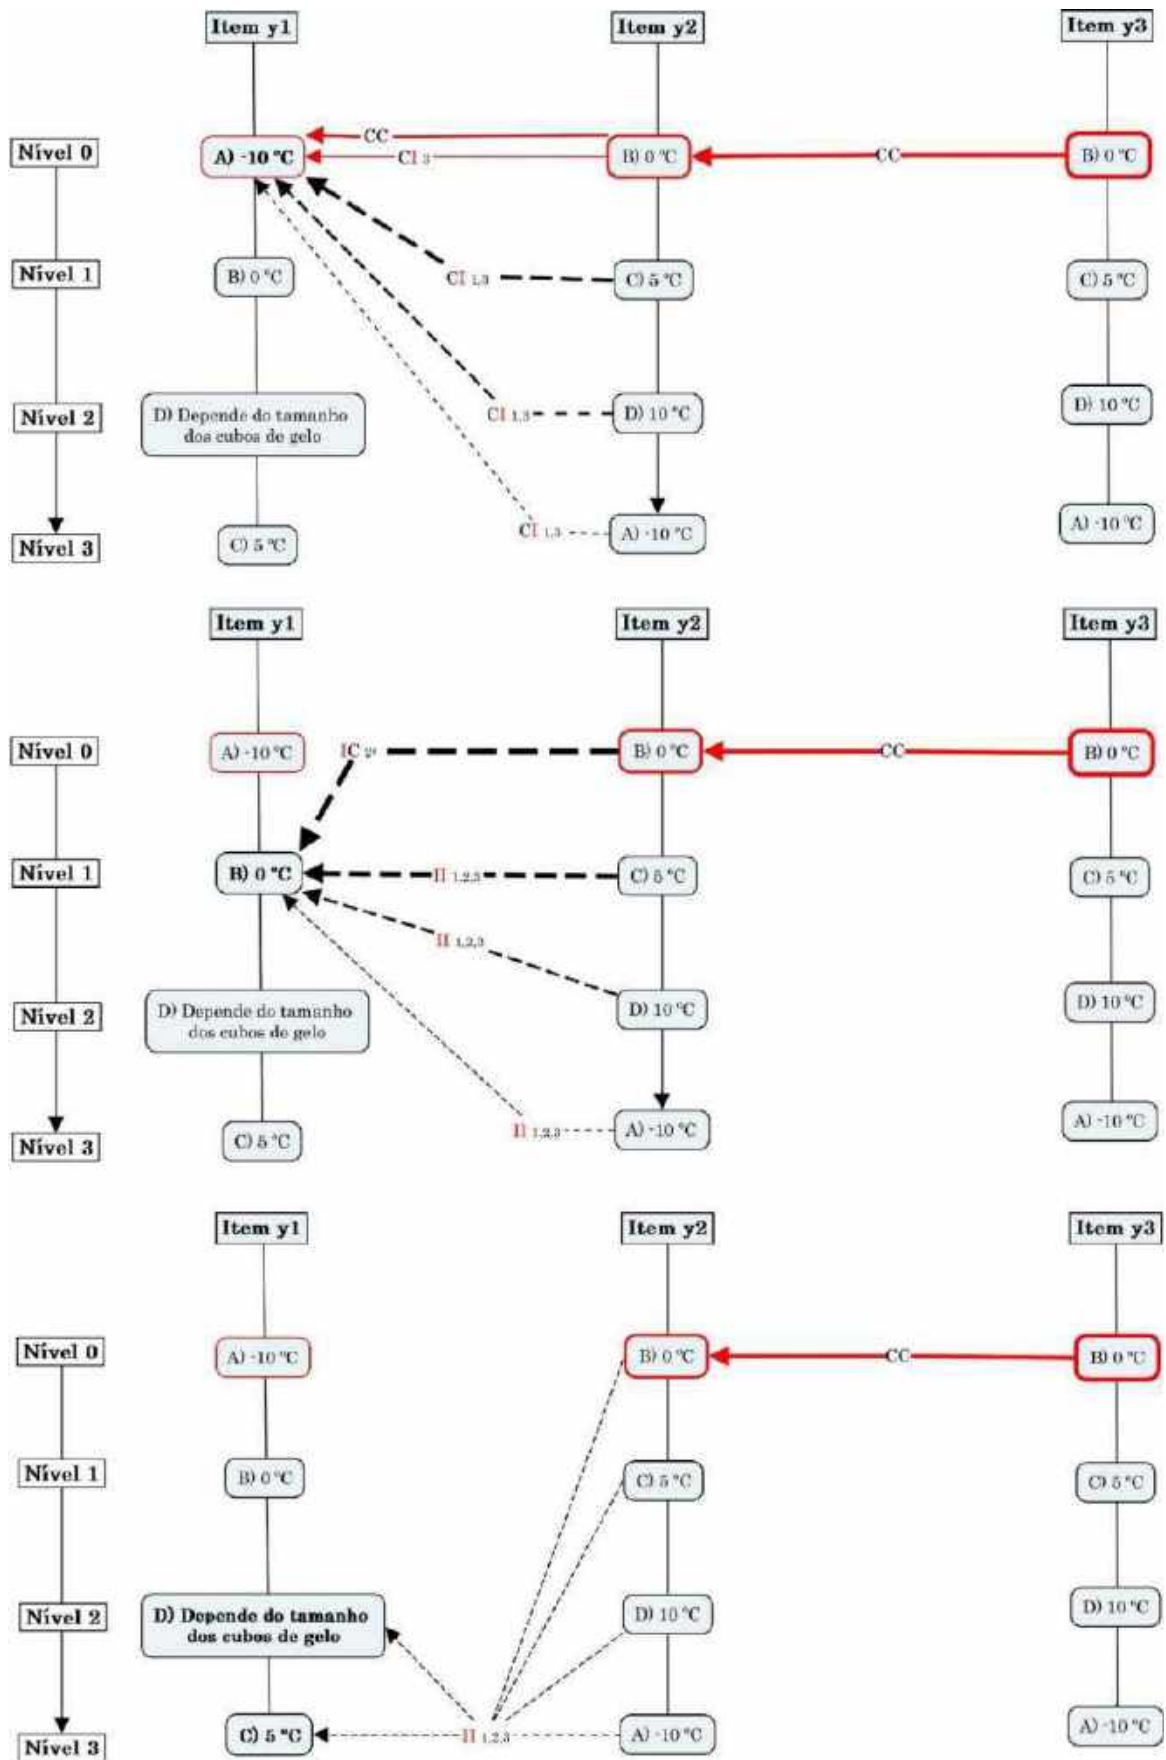 Item y1
Item y2
Item y3
Nível 0
A) -10 °C
CC
CI 3
B) 0 °C
CC
B) 0 °C
Nível 1
B) 0 °C
CI 1,3
C) 5 °C
C) 5 °C
Nível 2
D) Depende do tamanho
dos cubos de gelo
CI 1,3
D) 10 °C
D) 10 °C
Nível 3
C) 5 °C
CI 1,3
A) -10 °C
A) -10 °C
Item y1
Item y2
Item y3
Nível 0
A) -10 °C
IC
B) 0 °C
CC
B) 0 °C
Nível 1
B) 0 °C
II 1,2,3
C) 5 °C
C) 5 °C
II 1,2,3
Nível 2
D) Depende do tamanho
dos cubos de gelo
D) 10 °C
D) 10 °C
Nível 3
C) 5 °C
II 1,2,3
A) -10 °C
A) -10 °C
Item y1
Item y2
Item y3
Nível 0
A) -10 °C
B) 0 °C
CC
B) 0 °C
Nível 1
B) 0 °C
C) 5 °C
C) 5 °C
Nível 2
D) Depende do tamanho
dos cubos de gelo
D) 10 °C
D) 10 °C
Nível 3
C) 5 °C
II 1,2,3
A) -10 °C
A) -10 °C